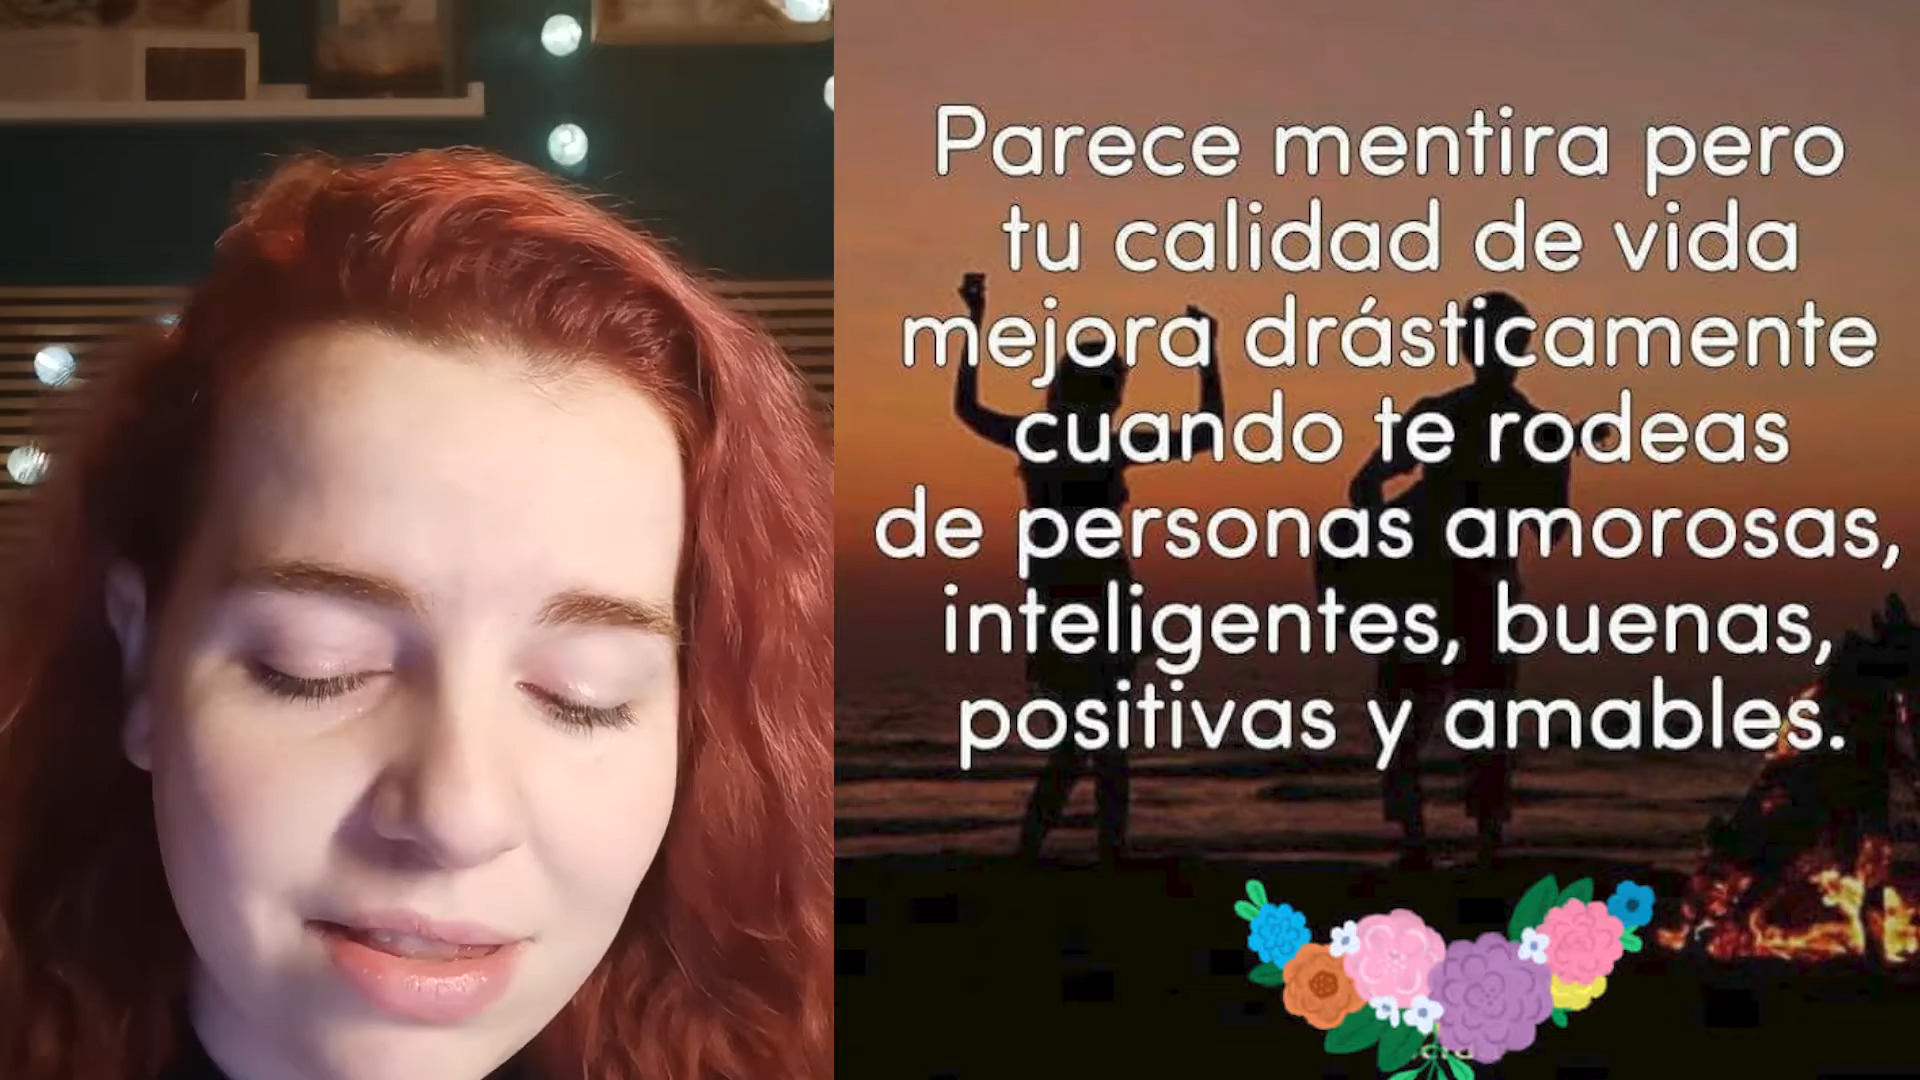 Parece mentira pero
tu calidad de vida
mejora drásticamente
cuando te rodeas
de personas amorosas,
inteligentes, buenas,
positivas y amables.